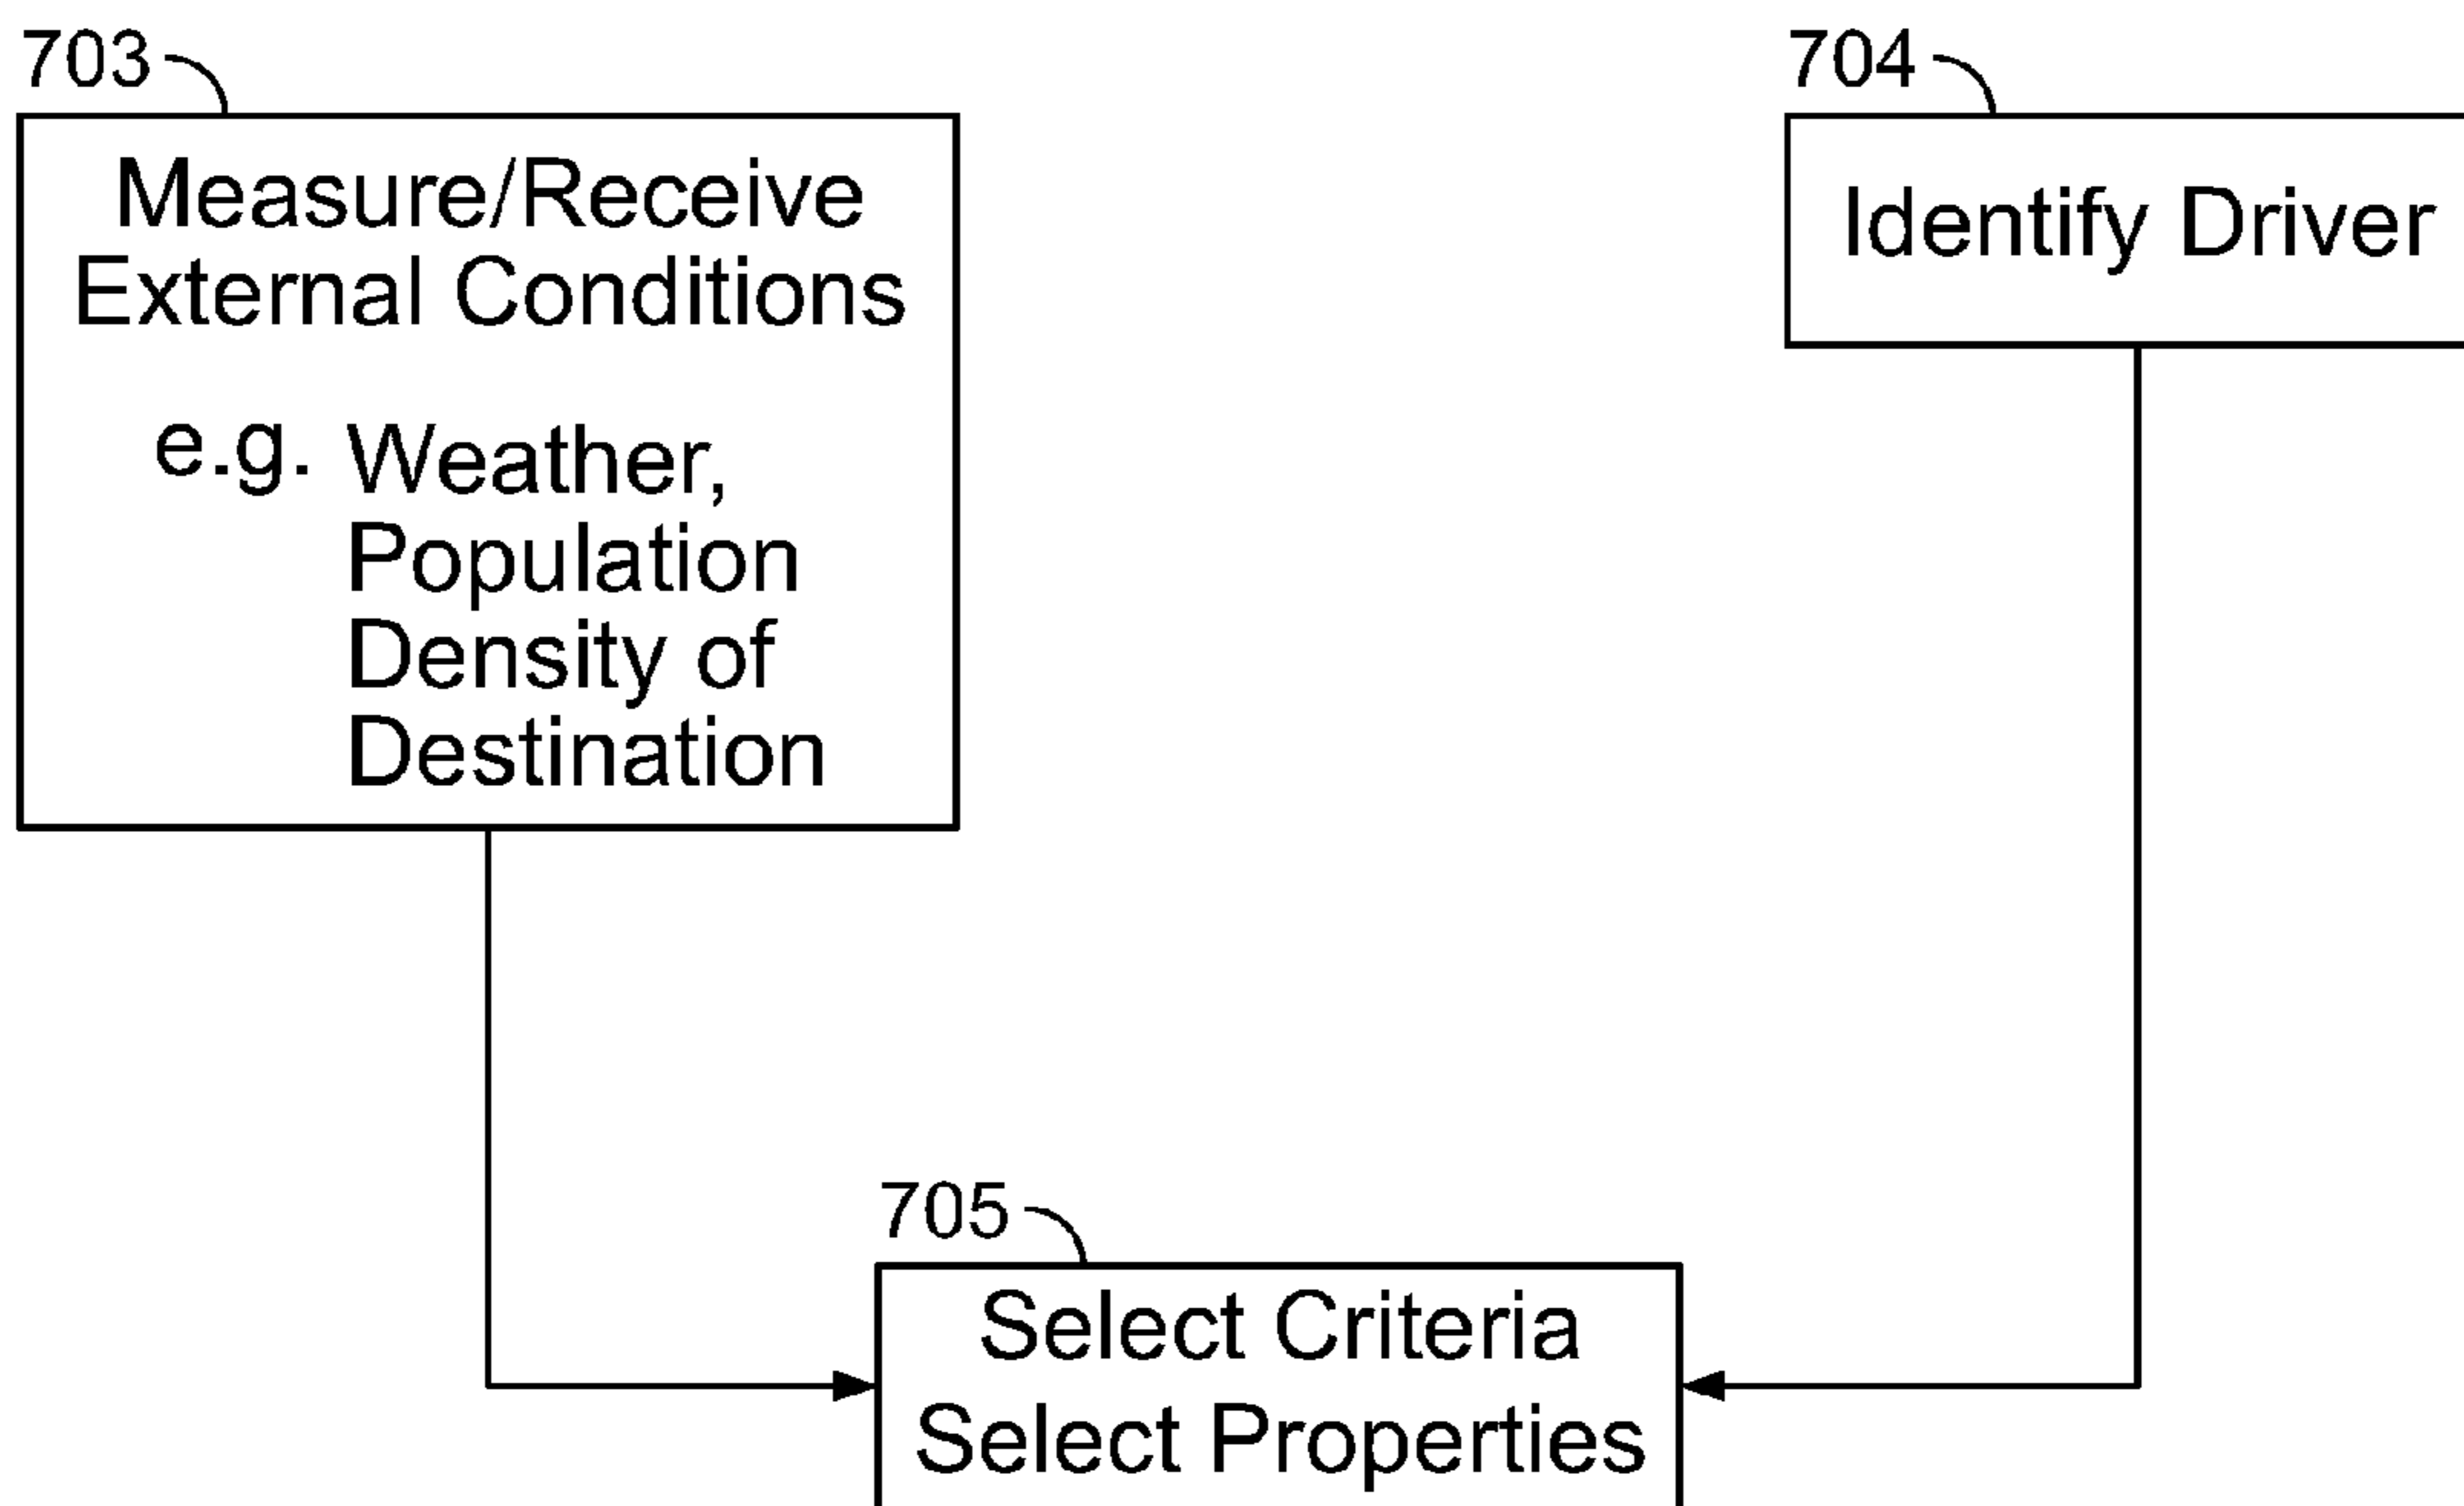 703
Measure/Receive
External Conditions
e.g. Weather,
Population
Density of
Destination
704
Identify Driver
705
Select Criteria
Select Properties